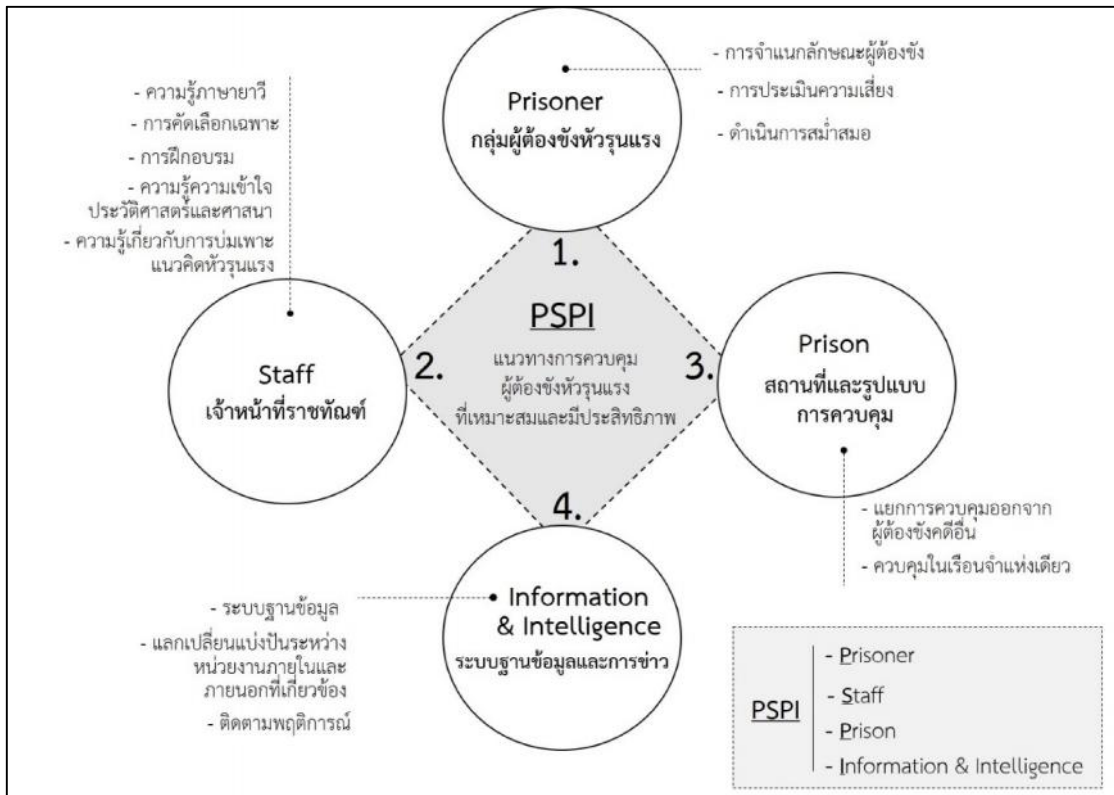 - การจำแนกลักษณะผู้ต้องขัง
- การประเมินความเสี่ยง
- ดำเนินการสม่ำสมอ
Prisoner
กลุ่มผู้ต้องขังหัวรุนแรง
1.
- ความรู้ภาษายาวี
- การคัดเลือกเฉพาะ
- การฝึกอบรม
- ความรู้ความเข้าใจ
ประวัติศาสตร์และศาสนา
- ความรู้เกี่ยวกับการบ่มเพาะ
แนวคิดหัวรุนแรง
Staff
เจ้าหน้าที่ราชทัณฑ์
2.
PSPI
แนวทางการควบคุม
ผู้ต้องขังหัวรุนแรง
ที่เหมาะสมและมีประสิทธิภาพ
3.
Prison
สถานที่และรูปแบบ
การควบคุม
- แยกการควบคุมออกจาก
ผู้ต้องขังคดีอื่น
- ควบคุมในเรือนจำแห่งเดียว
4.
Information
& Intelligence
ระบบฐานข้อมูลและการข่าว
- ระบบฐานข้อมูล
- แลกเปลี่ยนแบ่งปันระหว่าง
หน่วยงานภายในและ
ภายนอกที่เกี่ยวข้อง
- ติดตามพฤติการณ์
PSPI
- Prisoner
- Staff
- Prison
- Information & Intelligence